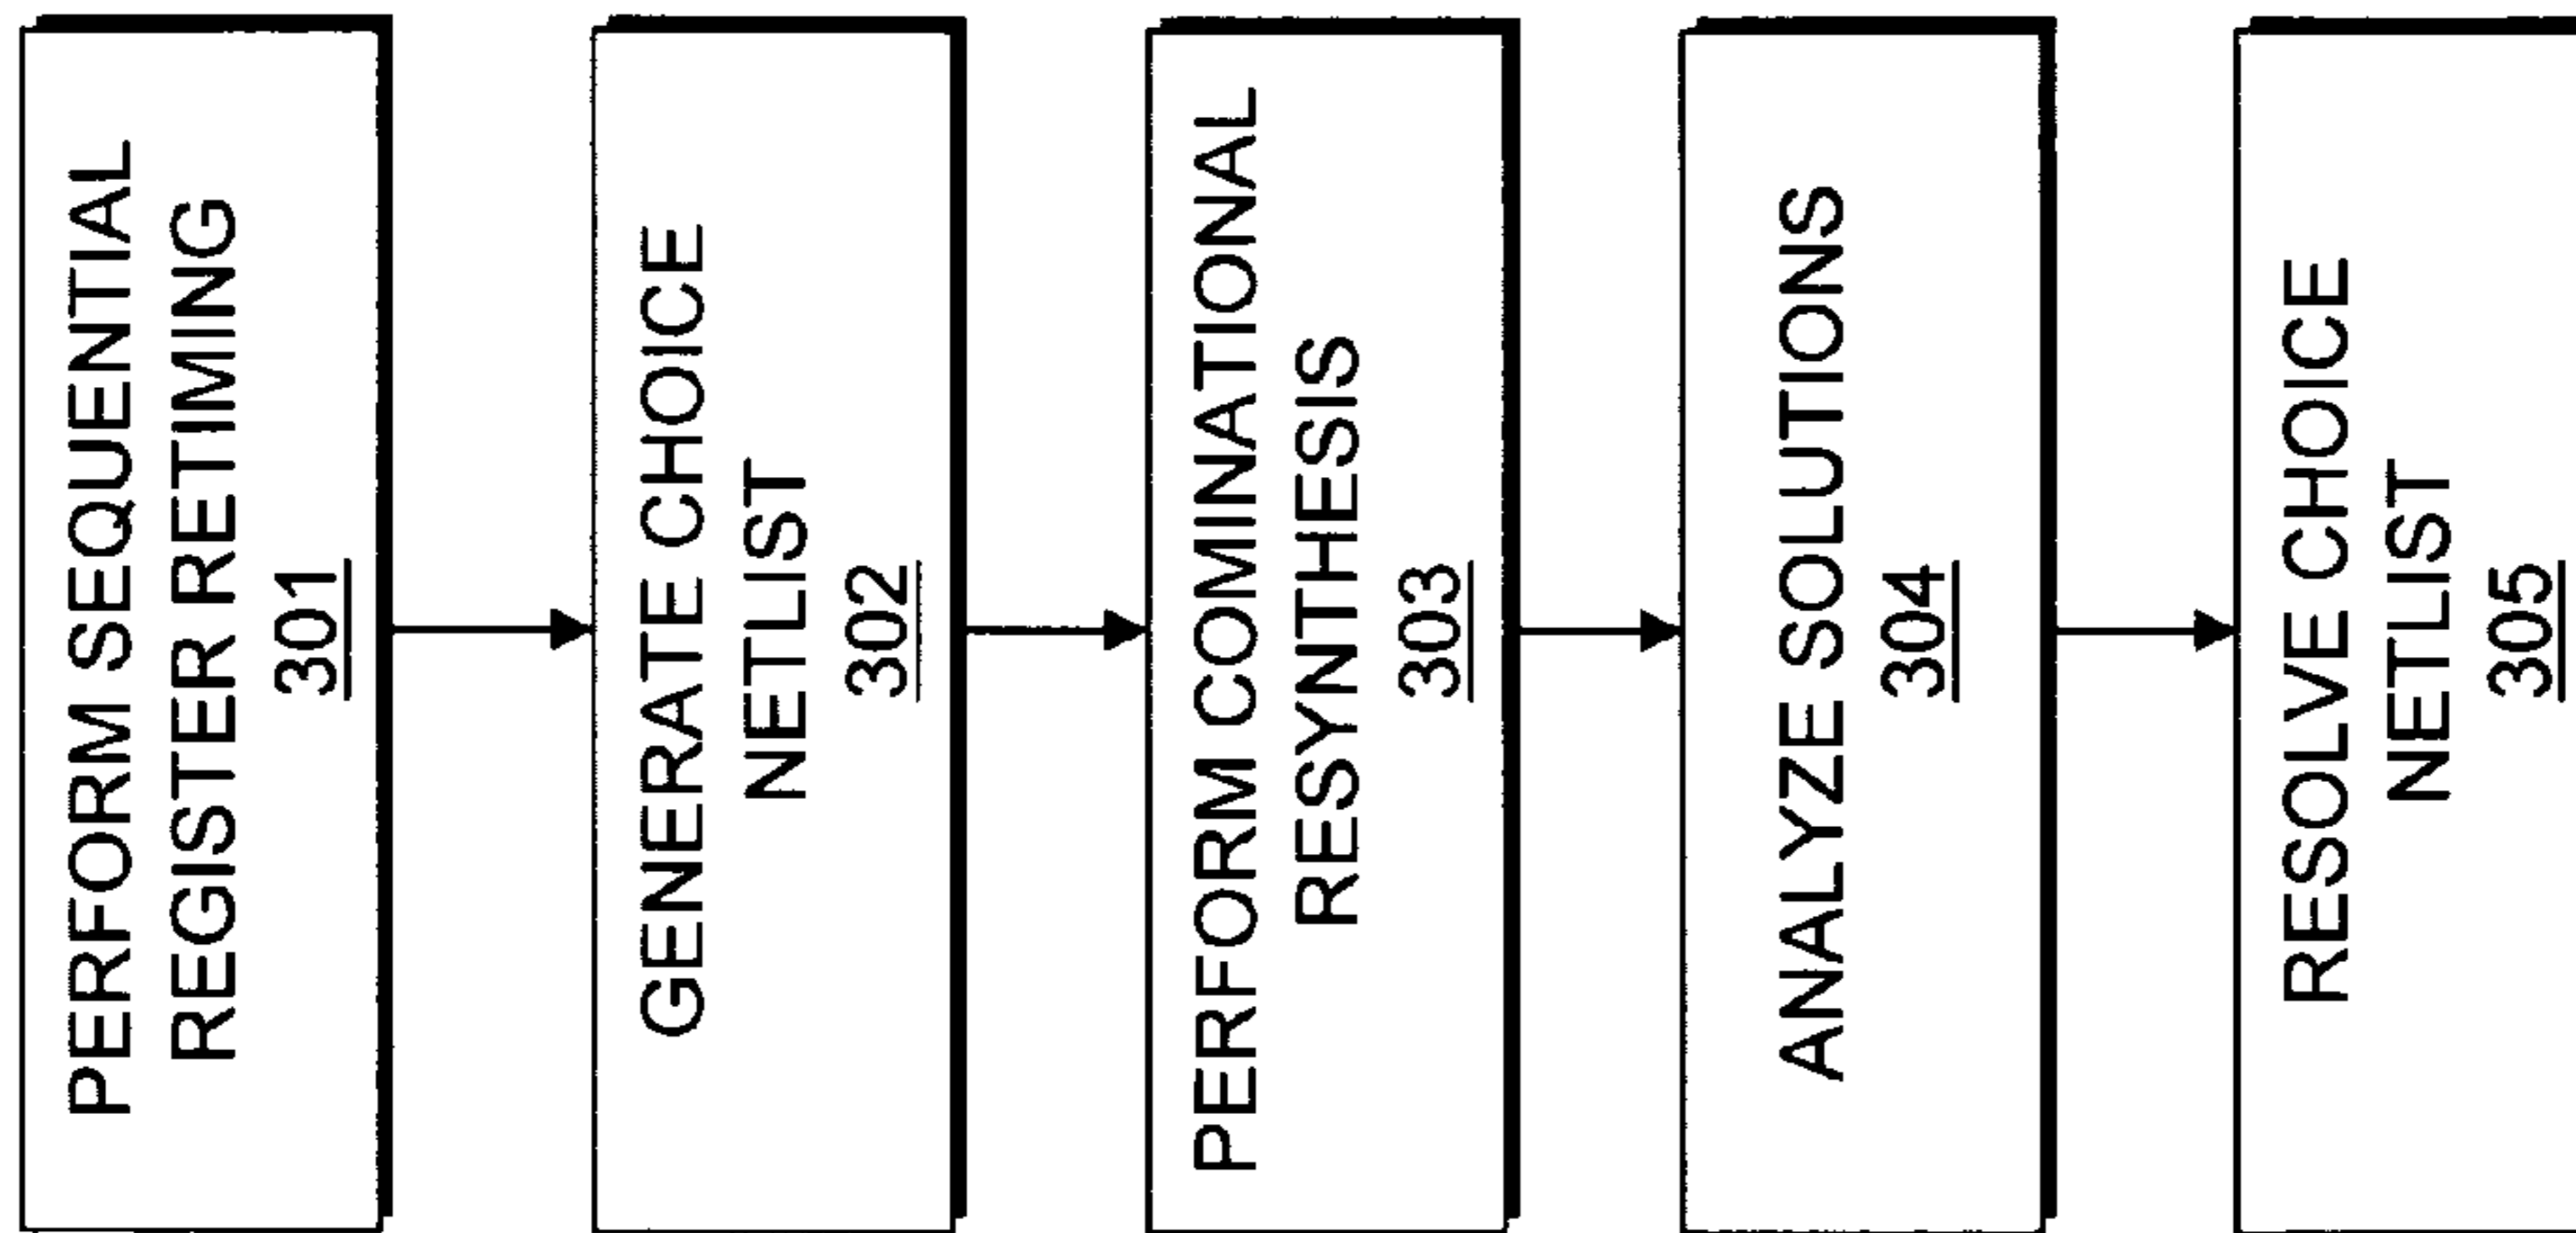 PERFORM SEQUENTIAL
REGISTER RETIMING
301
GENERATE CHOICE
NETLIST
302
PERFORM COMINATIONAL
RESYNTHESIS
303
ANALYZE SOLUTIONS
304
RESOLVE CHOICE
NETLIST
305